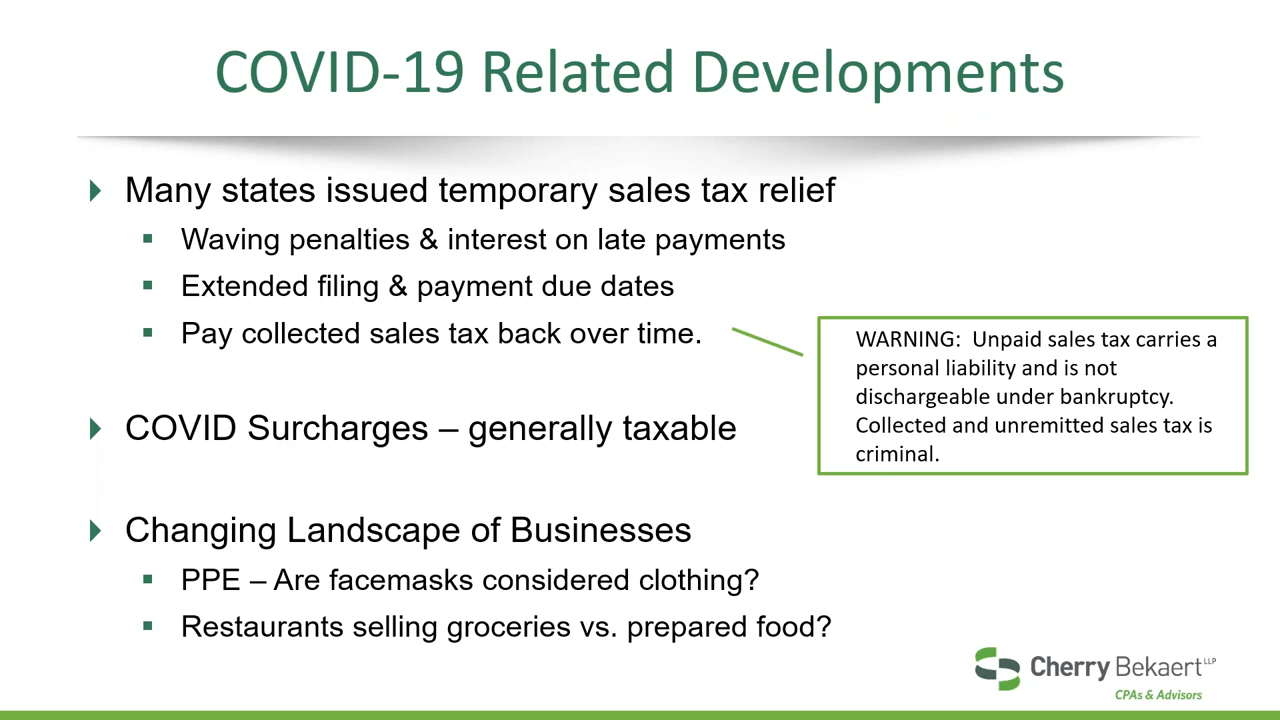 COVID-19 Related Developments
Many states issued temporary sales tax relief
Waving penalties & interest on late payments
Extended filing & payment due dates
Pay collected sales tax back over time.
WARNING: Unpaid sales tax carries a
personal liability and is not
dischargeable under bankruptcy.
Collected and unremitted sales tax is
criminal.
COVID Surcharges – generally taxable
Changing Landscape of Businesses
PPE – Are facemasks considered clothing?
Restaurants selling groceries vs. prepared food?
Cherry Bekaert LLP
CPAs & Advisors